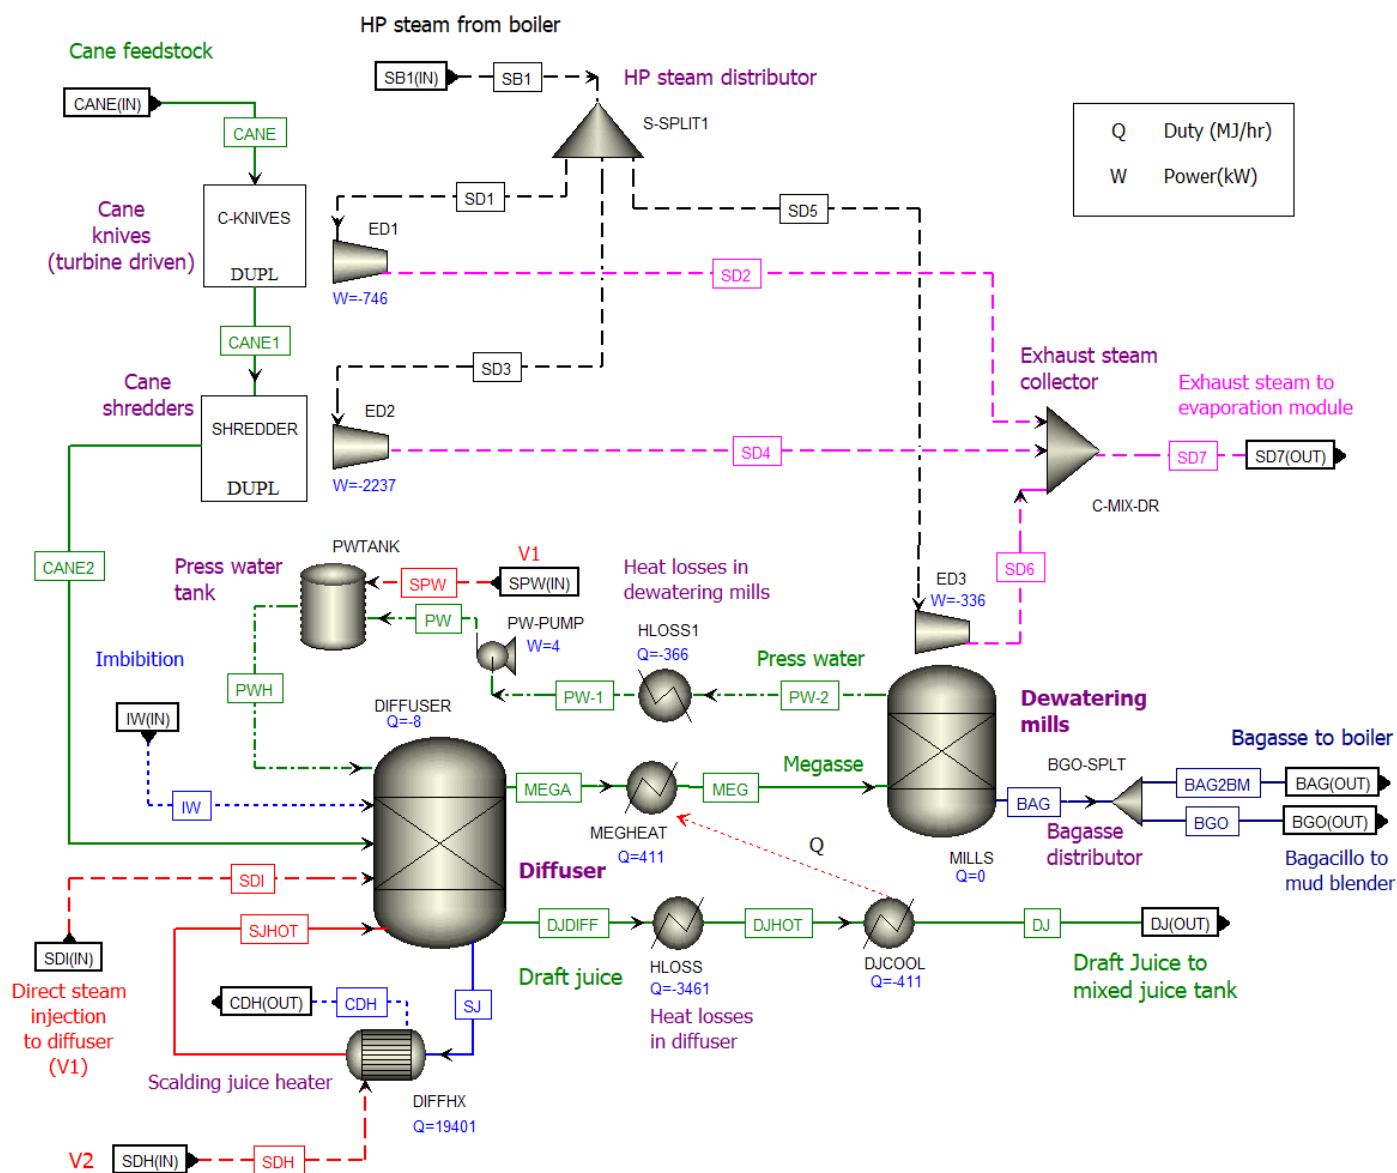 HP steam from boiler
Cane feedstock
SB1(IN)
SB1
HP steam distributor
CANE(IN)
S-SPLIT1
Q Duty (MJ/hr)
W Power(kW)
CANE
SD1
SD5
C-KNIVES
DUPL
Cane
knives
(turbine driven)
ED1
W=-746
SD2
CANE1
SD3
Cane
shredders
SHREDDER
DUPL
ED2
W=-2237
SD4
Exhaust steam
collector
Exhaust steam to
evaporation module
SD7
SD7(OUT)
C-MIX-DR
CANE2
Press water
tank
PWTANK
V1
SPW
SPW(IN)
Heat losses in
dewatering mills
ED3
W=-336
SD6
PW
PW-PUMP
W=4
HLOSS1
Q=-366
Press water
Imbibition
PWH
PW-1
PW-2
IW(IN)
DIFFUSER
Q=-8
Dewatering
mills
Bagasse to boiler
IW
MEGA
Megasse
MEG
BGO-SPLT
BAG
BAG2BM
BAG(OUT)
BGO
BGO(OUT)
MEGHEAT
Q=411
Q
Bagasse
distributor
MILLS
Q=0
Bagacillo to
mud blender
SDI
Diffuser
SJHOT
DJDIFF
DJHOT
DJ
DJ(OUT)
SDI(IN)
Draft juice
HLOSS
Q=-3461
DJCOOL
Q=-411
Draft Juice to
mixed juice tank
Direct steam
injection
to diffuser
(V1)
CDH(OUT)
CDH
SJ
Heat losses
in diffuser
Scalding juice heater
DIFFHX
Q=19401
V2
SDH(IN)
SDH